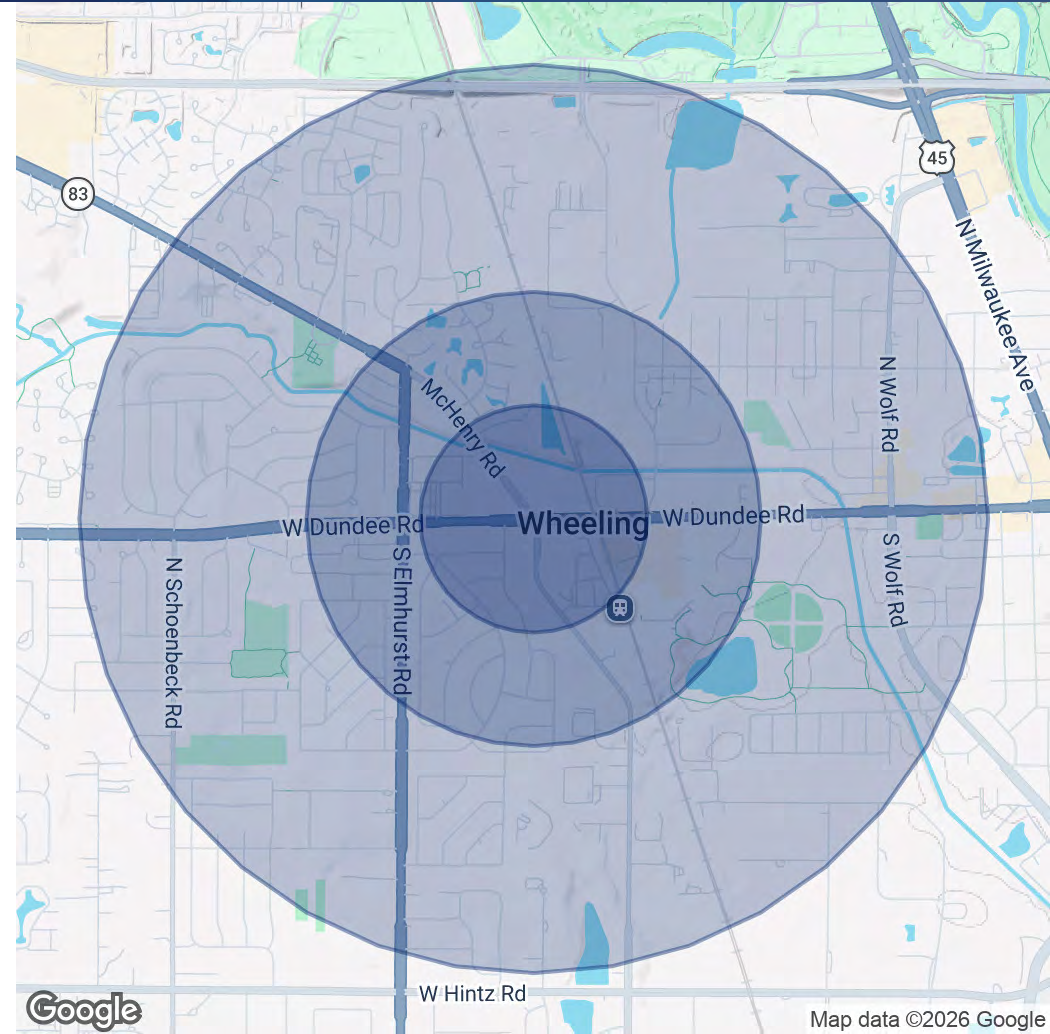 45
83
N Milwaukee Ave
N Wolf Rd
McHenry Rd
W Dundee Rd
Wheeling
W Dundee Rd
S Elmhurst Rd
N Schoenbeck Rd
S Wolf Rd
W Hintz Rd
Google
Map data ©2026 Google